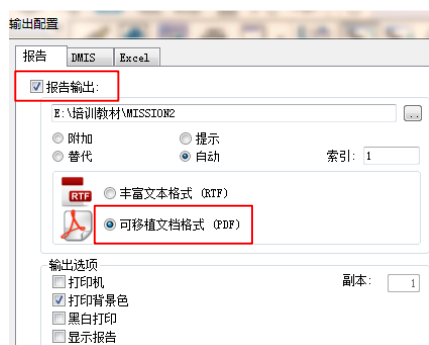 输出配置
报告 DMIS Excel
报告输出:
E:\培训教材\MISSION2 ..
附加 提示
替代 自动 索引: 1
RTF 丰富文本格式 (RTF)
可移植文档格式 (PDF)
输出选项
打印机 副本: 1
打印背景色
黑白打印
显示报告